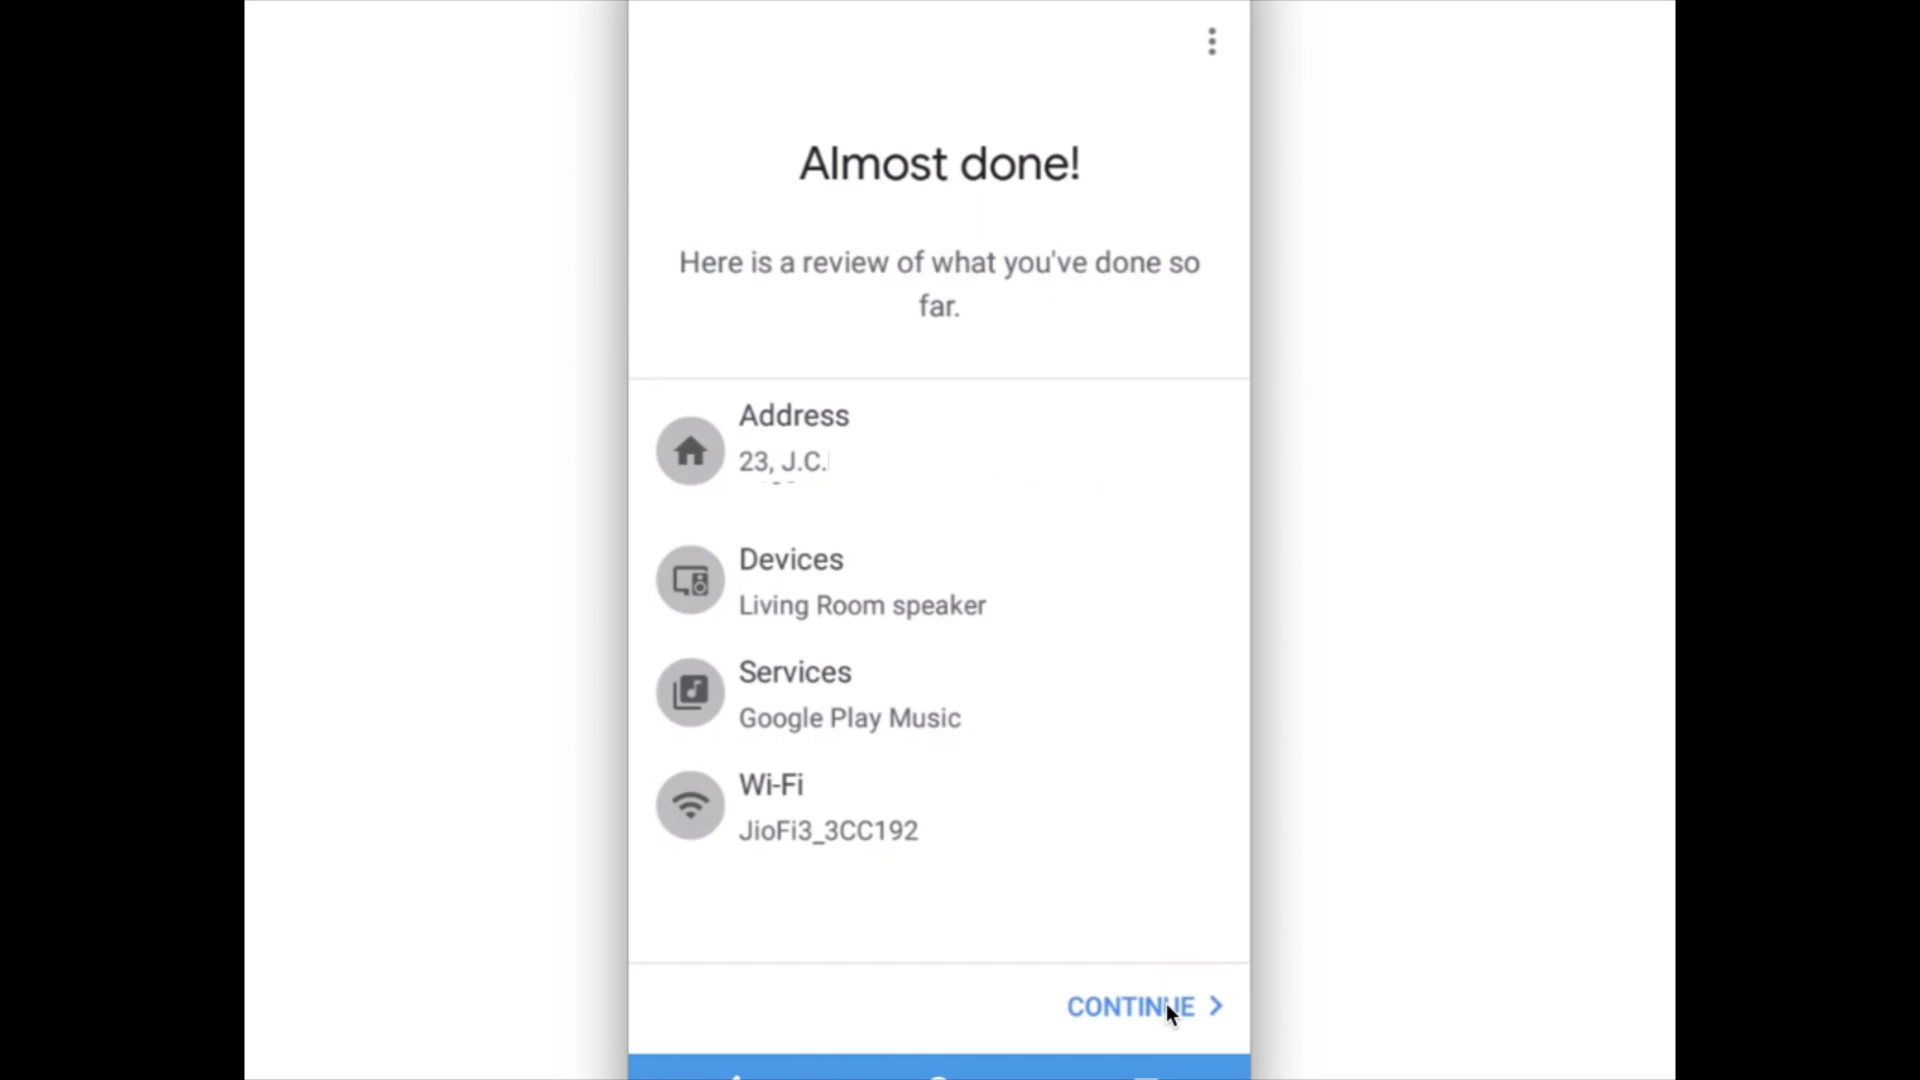 Almost done!
Here is a review of what you've done so
far.
Address
23, J.C.
Devices
Living Room speaker
Services
Google Play Music
Wi-Fi
JioFi3_3CC192
CONTINUE